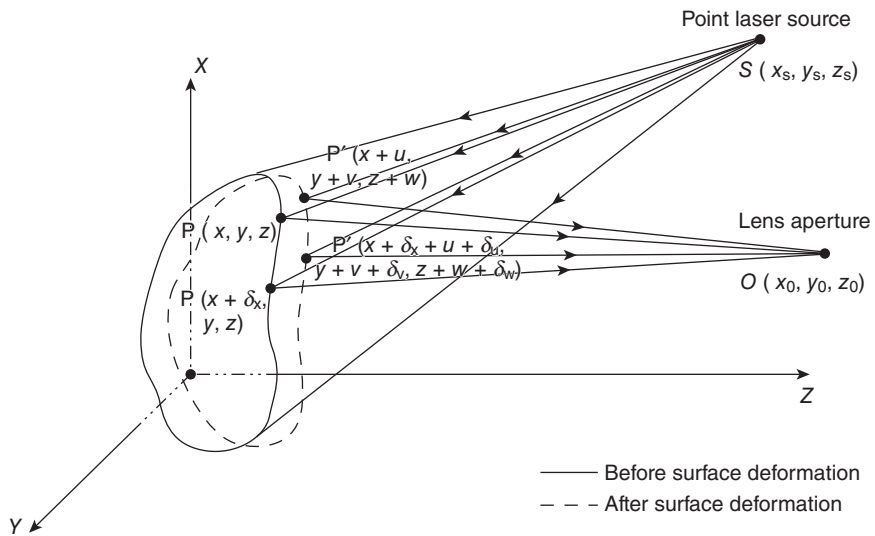 Point laser source
S ( xs, ys, zs)
X
P′ (x + u,
y + v, z + w)
Lens aperture
P ( x, y, z)
P′ (x + δx + u + δu,
y + v + δv, z + w + δw)
O ( x0, y0, z0)
P (x + δx,
y, z)
Z
Before surface deformation
After surface deformation
Y